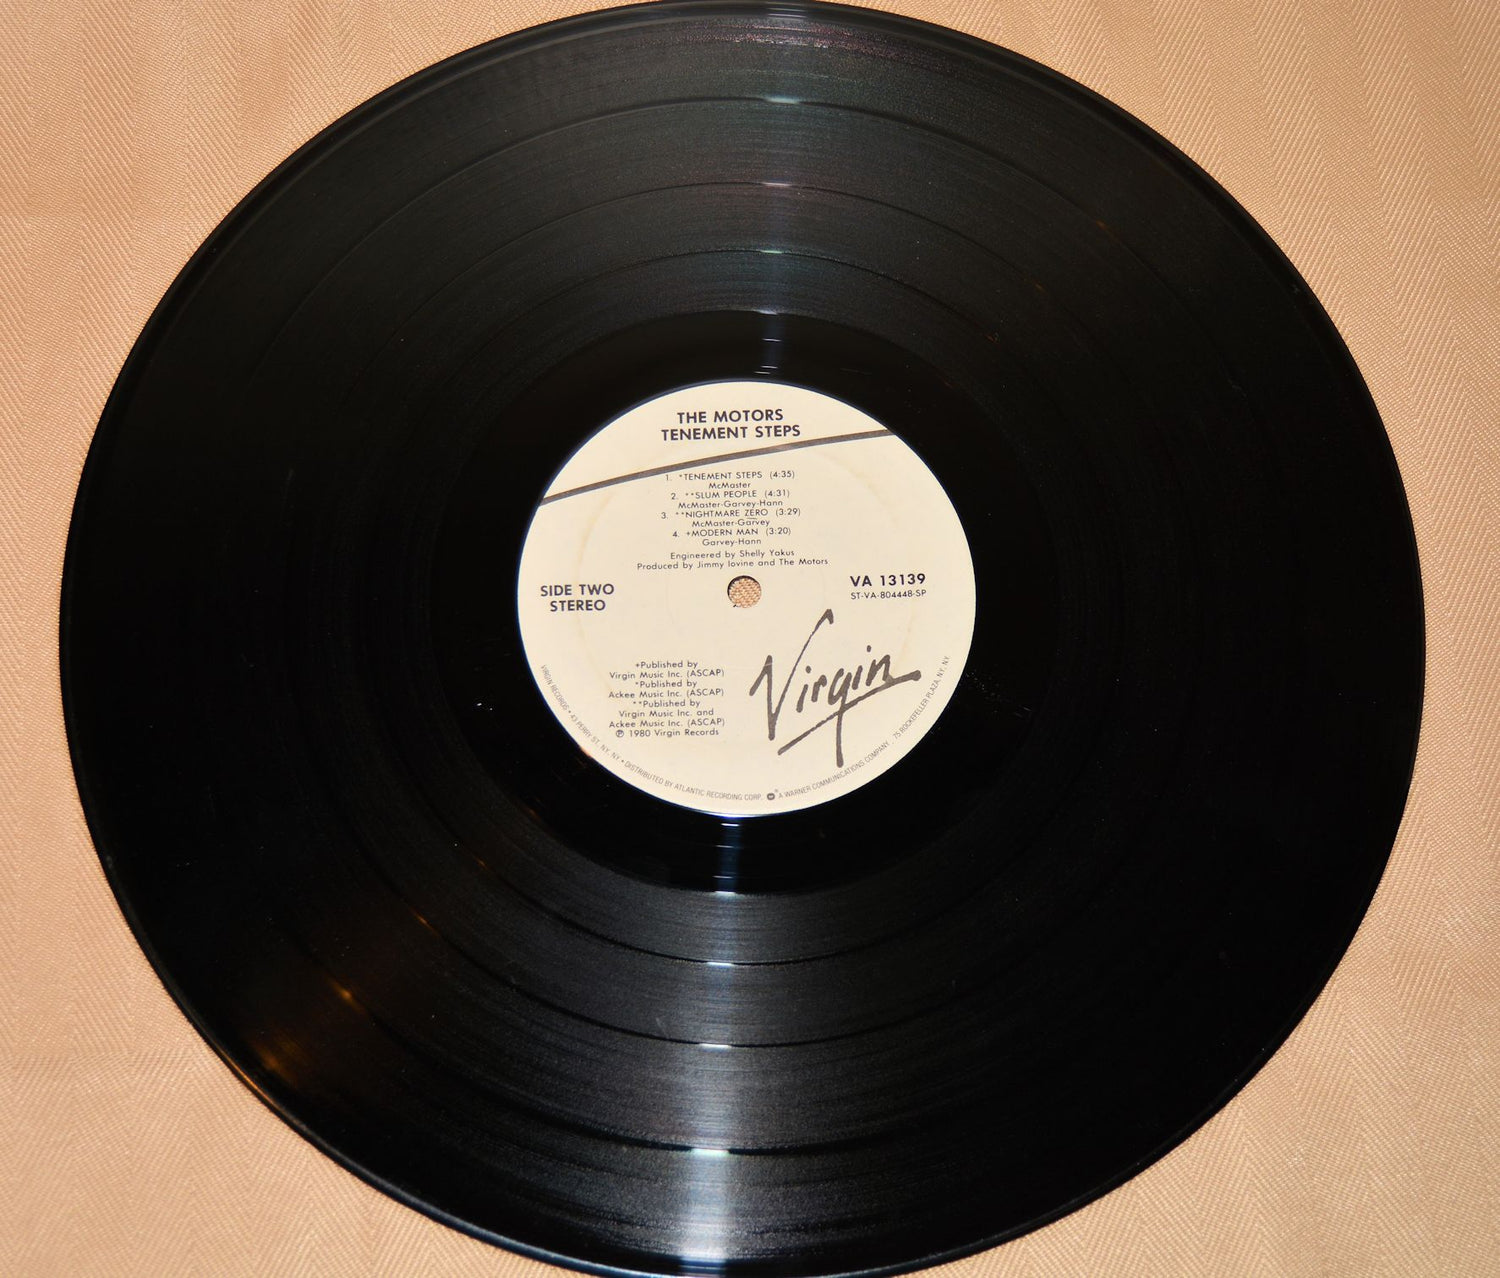 THE MOTORS
TENEMENT STEPS
1. *TENEMENT STEPS (4:35)
McMaster
2. **SLUM PEOPLE (4:31)
McMaster-Garvey-Hann
3. **NIGHTMARE ZERO (3:29)
McMaster-Garvey
4. +MODERN MAN (3:20)
Garvey-Hann
Engineered by Shelly Yakus
Produced by Jimmy Iovine and The Motors
SIDE TWO
STEREO
VA 13139
ST-VA-804448-SP
+Published by
Virgin Music Inc. (ASCAP)
*Published by
Ackee Music Inc. (ASCAP)
**Published by
Virgin Music Inc. and
Ackee Music Inc. (ASCAP)
℗ 1980 Virgin Records
Virgin
VIRGIN RECORDS • 43 PERRY ST. NY, NY • DISTRIBUTED BY ATLANTIC RECORDING CORP. W ® A WARNER COMMUNICATIONS COMPANY 75 ROCKEFELLER PLAZA, NY, NY.